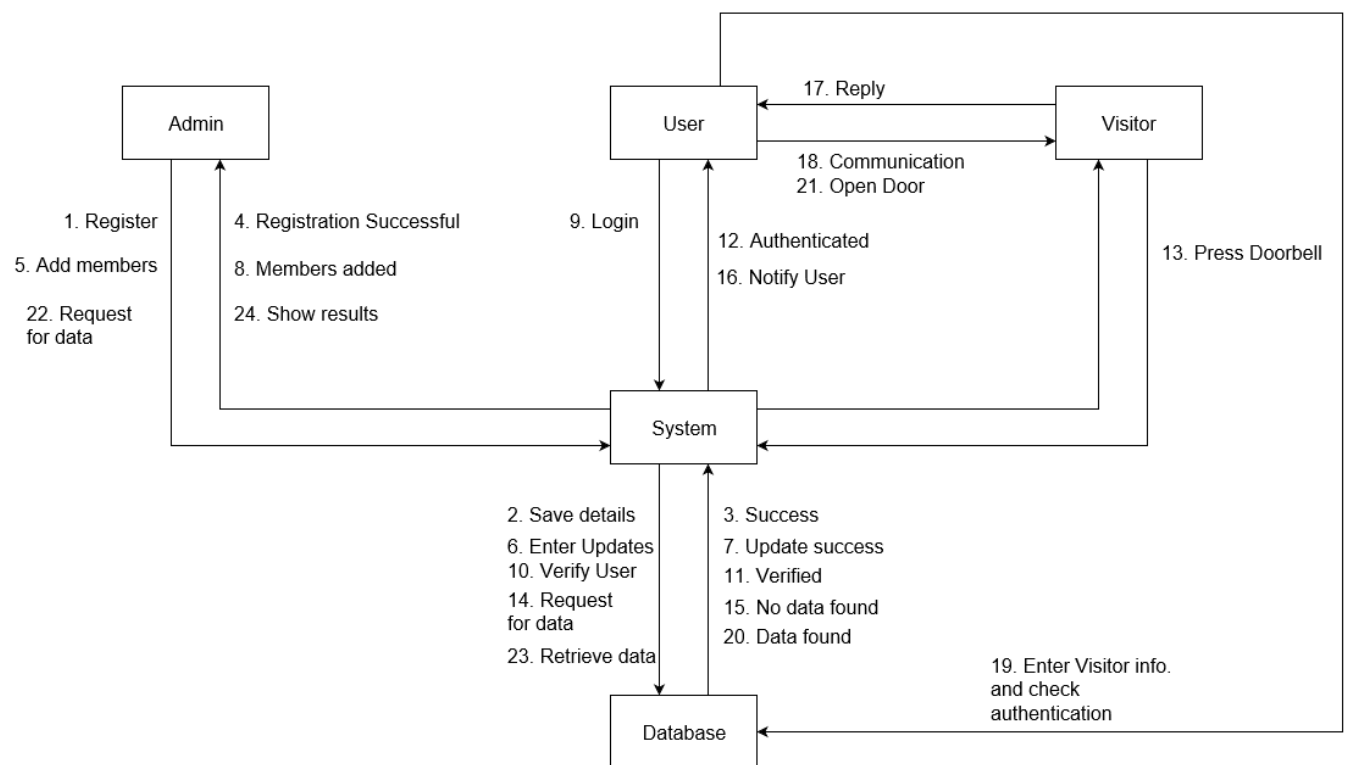 17. Reply
Admin
User
Visitor
18. Communication
21. Open Door
1. Register
4. Registration Successful
9. Login
12. Authenticated
13. Press Doorbell
5. Add members
8. Members added
16. Notify User
22. Request
for data
24. Show results
System
2. Save details
3. Success
6. Enter Updates
7. Update success
10. Verify User
11. Verified
14. Request
for data
15. No data found
20. Data found
23. Retrieve data
19. Enter Visitor info.
and check
authentication
Database